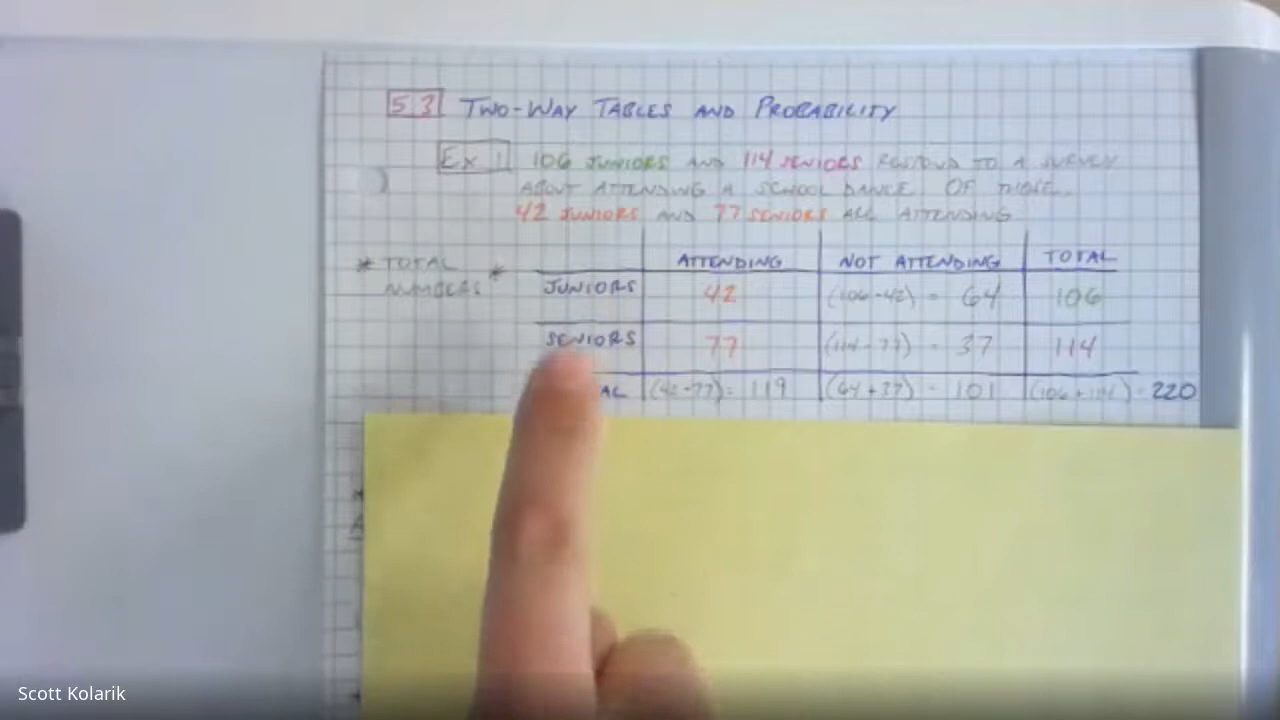 5.3 TWO-WAY TABLES AND PROBABILITY
Ex 1 106 JUNIORS AND 114 SENIORS RESPOND TO A SURVEY
ABOUT ATTENDING A SCHOOL DANCE. OF THOSE..
42 JUNIORS AND 77 SENIORS ARE ATTENDING
ATTENDING NOT ATTENDING TOTAL
* TOTAL NUMBERS *
JUNIORS 42 (106-42) = 64 106
SENIORS 77 (114-77) = 37 114
AL (42+77)= 119 (64+37) = 101 (106+114) = 220
Scott Kolarik